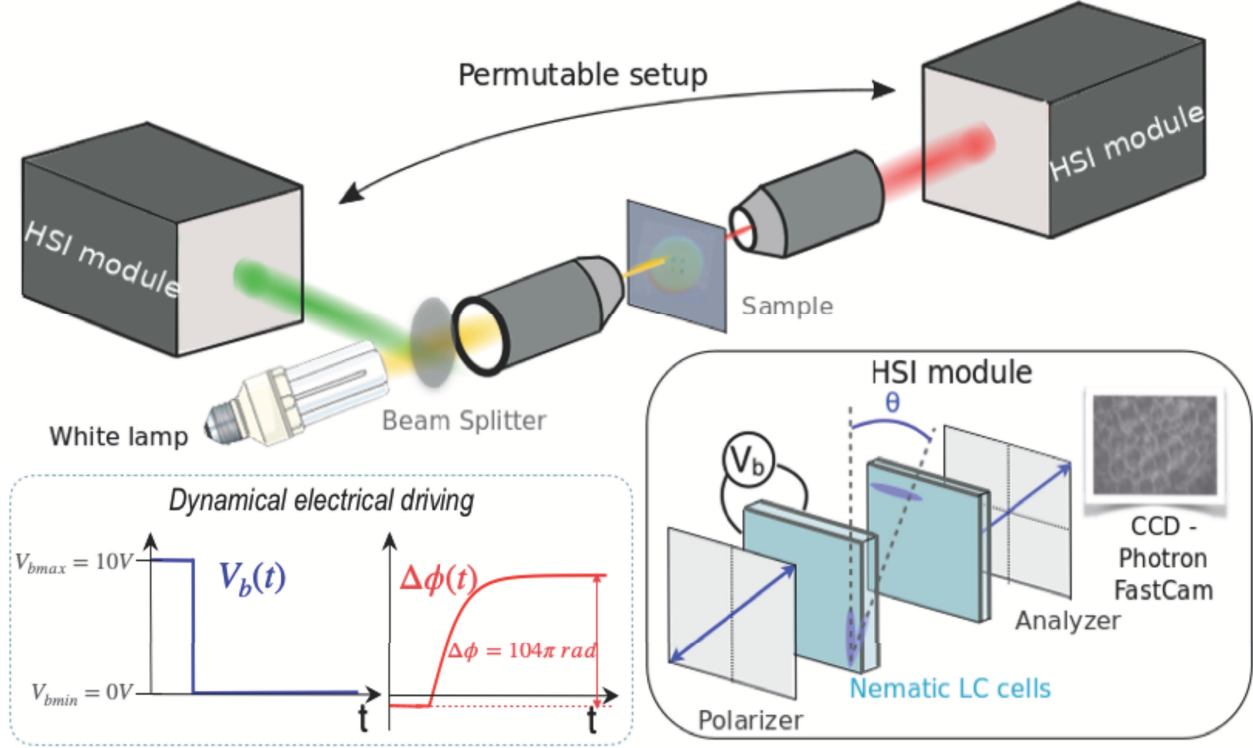 Permutable setup
HSI module
HSI module
Sample
Beam Splitter
White lamp
Dynamical electrical driving
V_bmax = 10V
V_b(t)
V_bmin = 0V
t
Δϕ(t)
Δϕ = 104π rad
t
HSI module
θ
V_b
CCD -
Photron
FastCam
Analyzer
Nematic LC cells
Polarizer